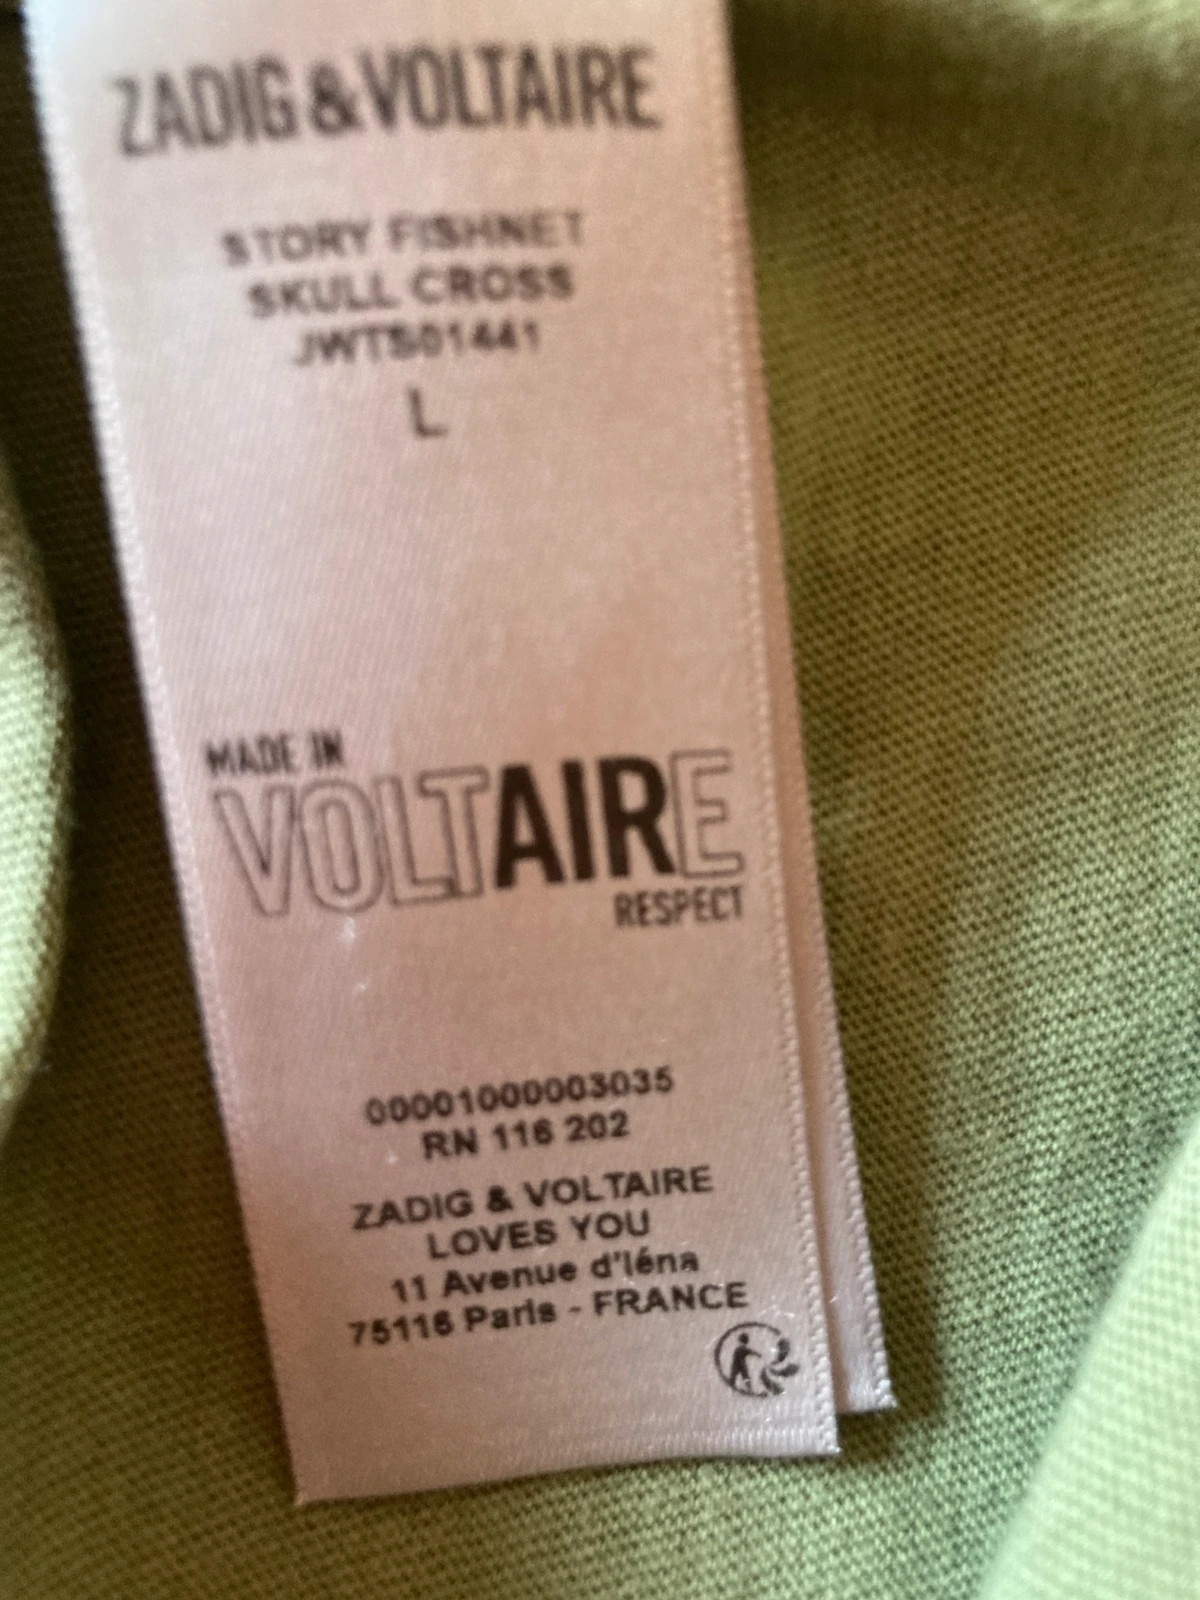 ZADIG&VOLTAIRE
STORY FISHNET
SKULL CROSS
JWTS01441
L
MADE IN
VOLTAIRE
RESPECT
00001000003035
RN 116 202
ZADIG & VOLTAIRE
LOVES YOU
11 Avenue d'Iéna
75116 Paris - FRANCE